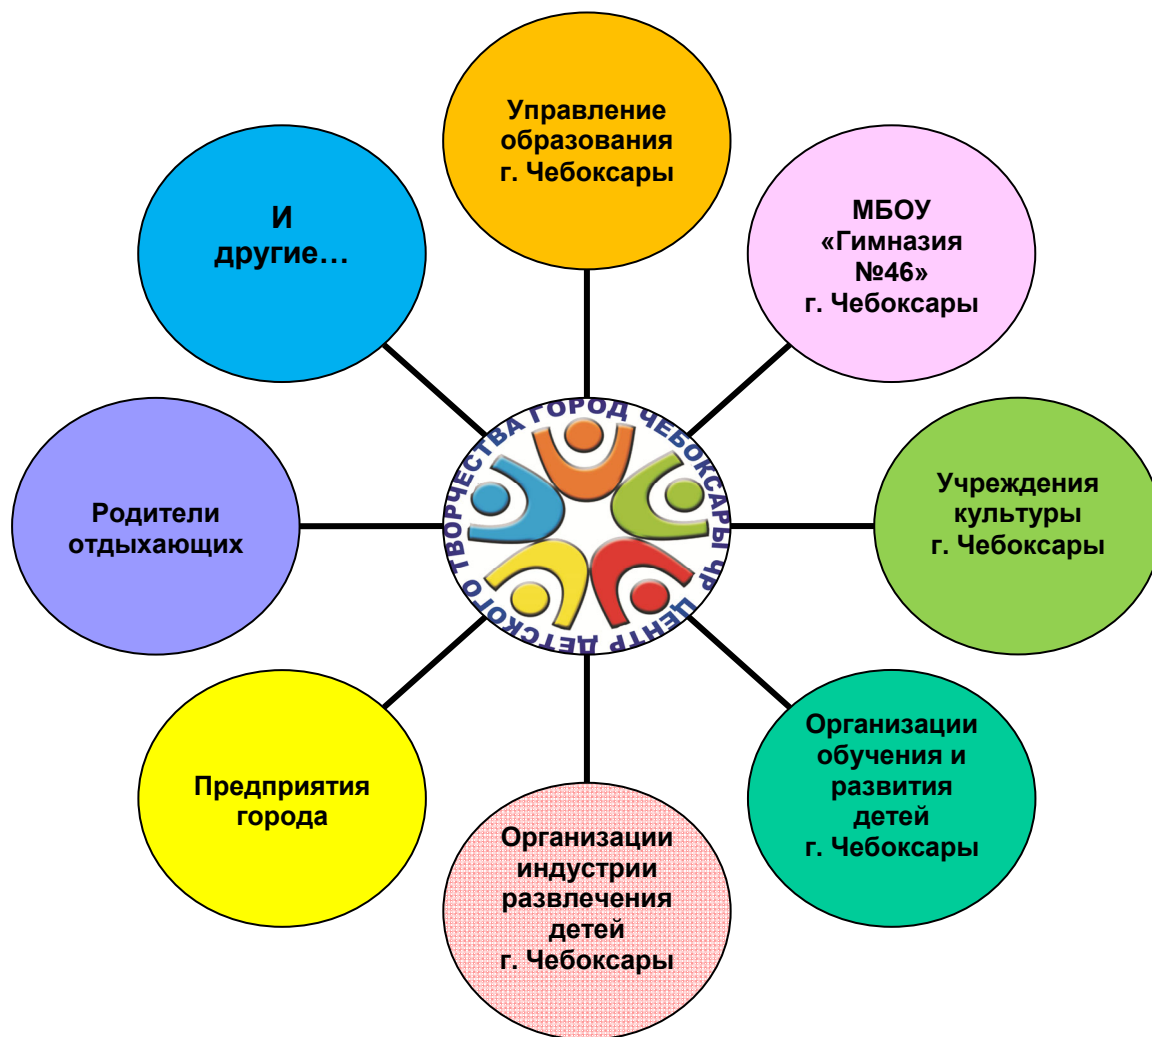 Управление
образования
г. Чебоксары
МБОУ
«Гимназия
№46»
г. Чебоксары
Учреждения
культуры
г. Чебоксары
Организации
обучения и
развития
детей
г. Чебоксары
Организации
индустрии
развлечения
детей
г. Чебоксары
Предприятия
города
Родители
отдыхающих
И
другие…
ЦЕНТР ДЕТСКОГО ТВОРЧЕСТВА ГОРОД ЧЕБОКСАРЫ ЧР